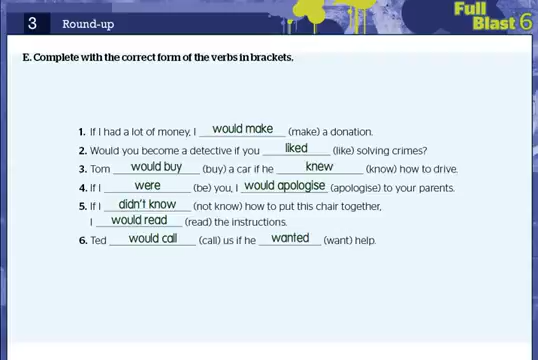 3 Round-up
Full
Blast 6
E. Complete with the correct form of the verbs in brackets.
1. If I had a lot of money, I would make (make) a donation.
2. Would you become a detective if you liked (like) solving crimes?
3. Tom would buy (buy) a car if he knew (know) how to drive.
4. If I were (be) you, I would apologise (apologise) to your parents.
5. If I didn't know (not know) how to put this chair together,
I would read (read) the instructions.
6. Ted would call (call) us if he wanted (want) help.